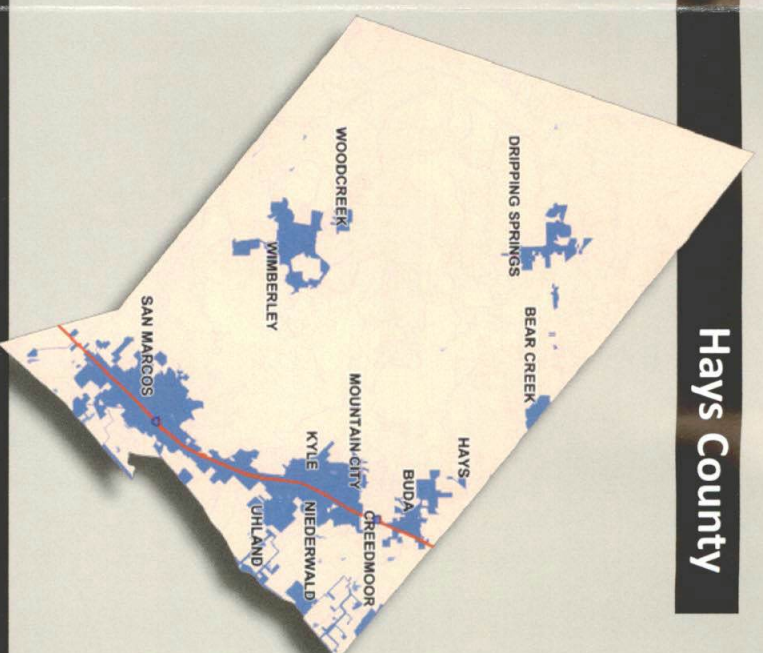 Hays County
DRIPPING SPRINGS
BEAR CREEK
HAYS
BUDA
CREEDMOOR
WOODCREEK
MOUNTAIN CITY
KYLE
NIEDERWALD
WIMBERLEY
UHLAND
SAN MARCOS